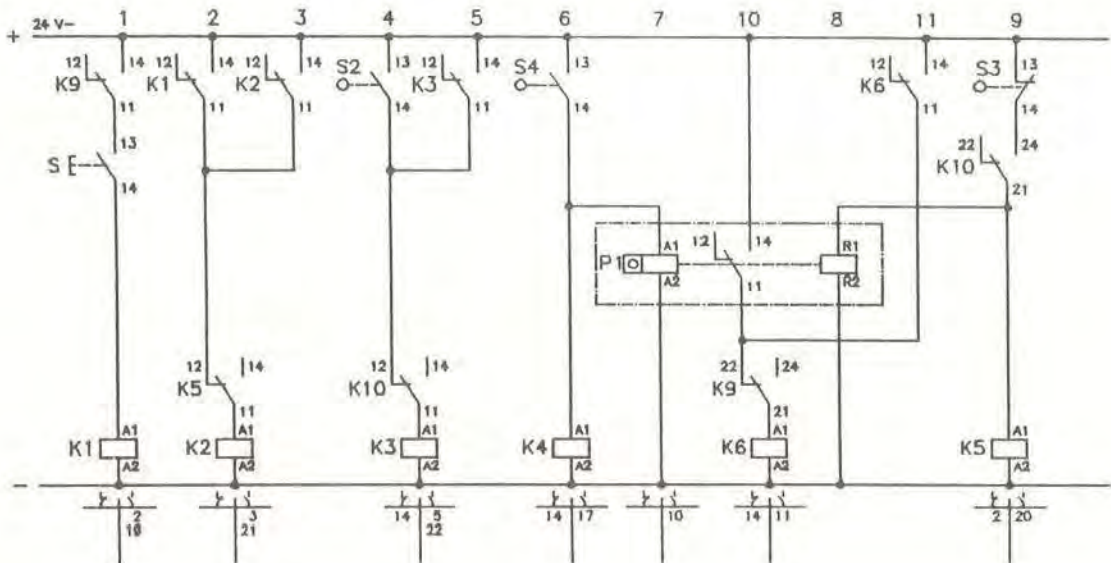 1 2 3 4 5 6 7 10 8 11 9
+ 24 V–
12 14 12 14 12 14 13 14 13 12 14 13
K9 K1 K2 S2 K3 S4 K6 S3
11 11 11 14 11 14 11 14
13 22 24
S K10
14 21
P1 A1 12 14 R1
A2 11 R2
12 14 12 14 22 24
K5 K10 K9
11 11 21
A1 A1 A1 A1 A1 A1
K1 K2 K3 K4 K6 K5
A2 A2 A2 A2 A2 A2
–
2 3 14 5 14 17 10 14 11 2 20
19 21 22